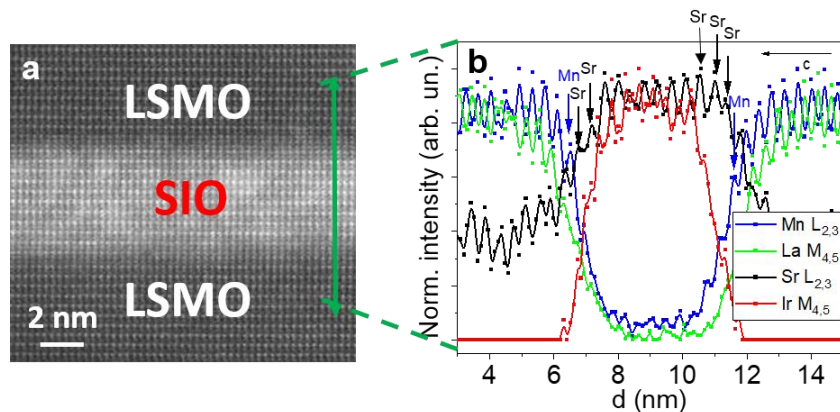 a
LSMO
SIO
LSMO
2 nm
b
Sr
Sr
Sr
c
Mn
Sr
Sr
Mn
Norm. intensity (arb. un.)
Mn L2,3
La M4,5
Sr L2,3
Ir M4,5
4 6 8 10 12 14
d (nm)